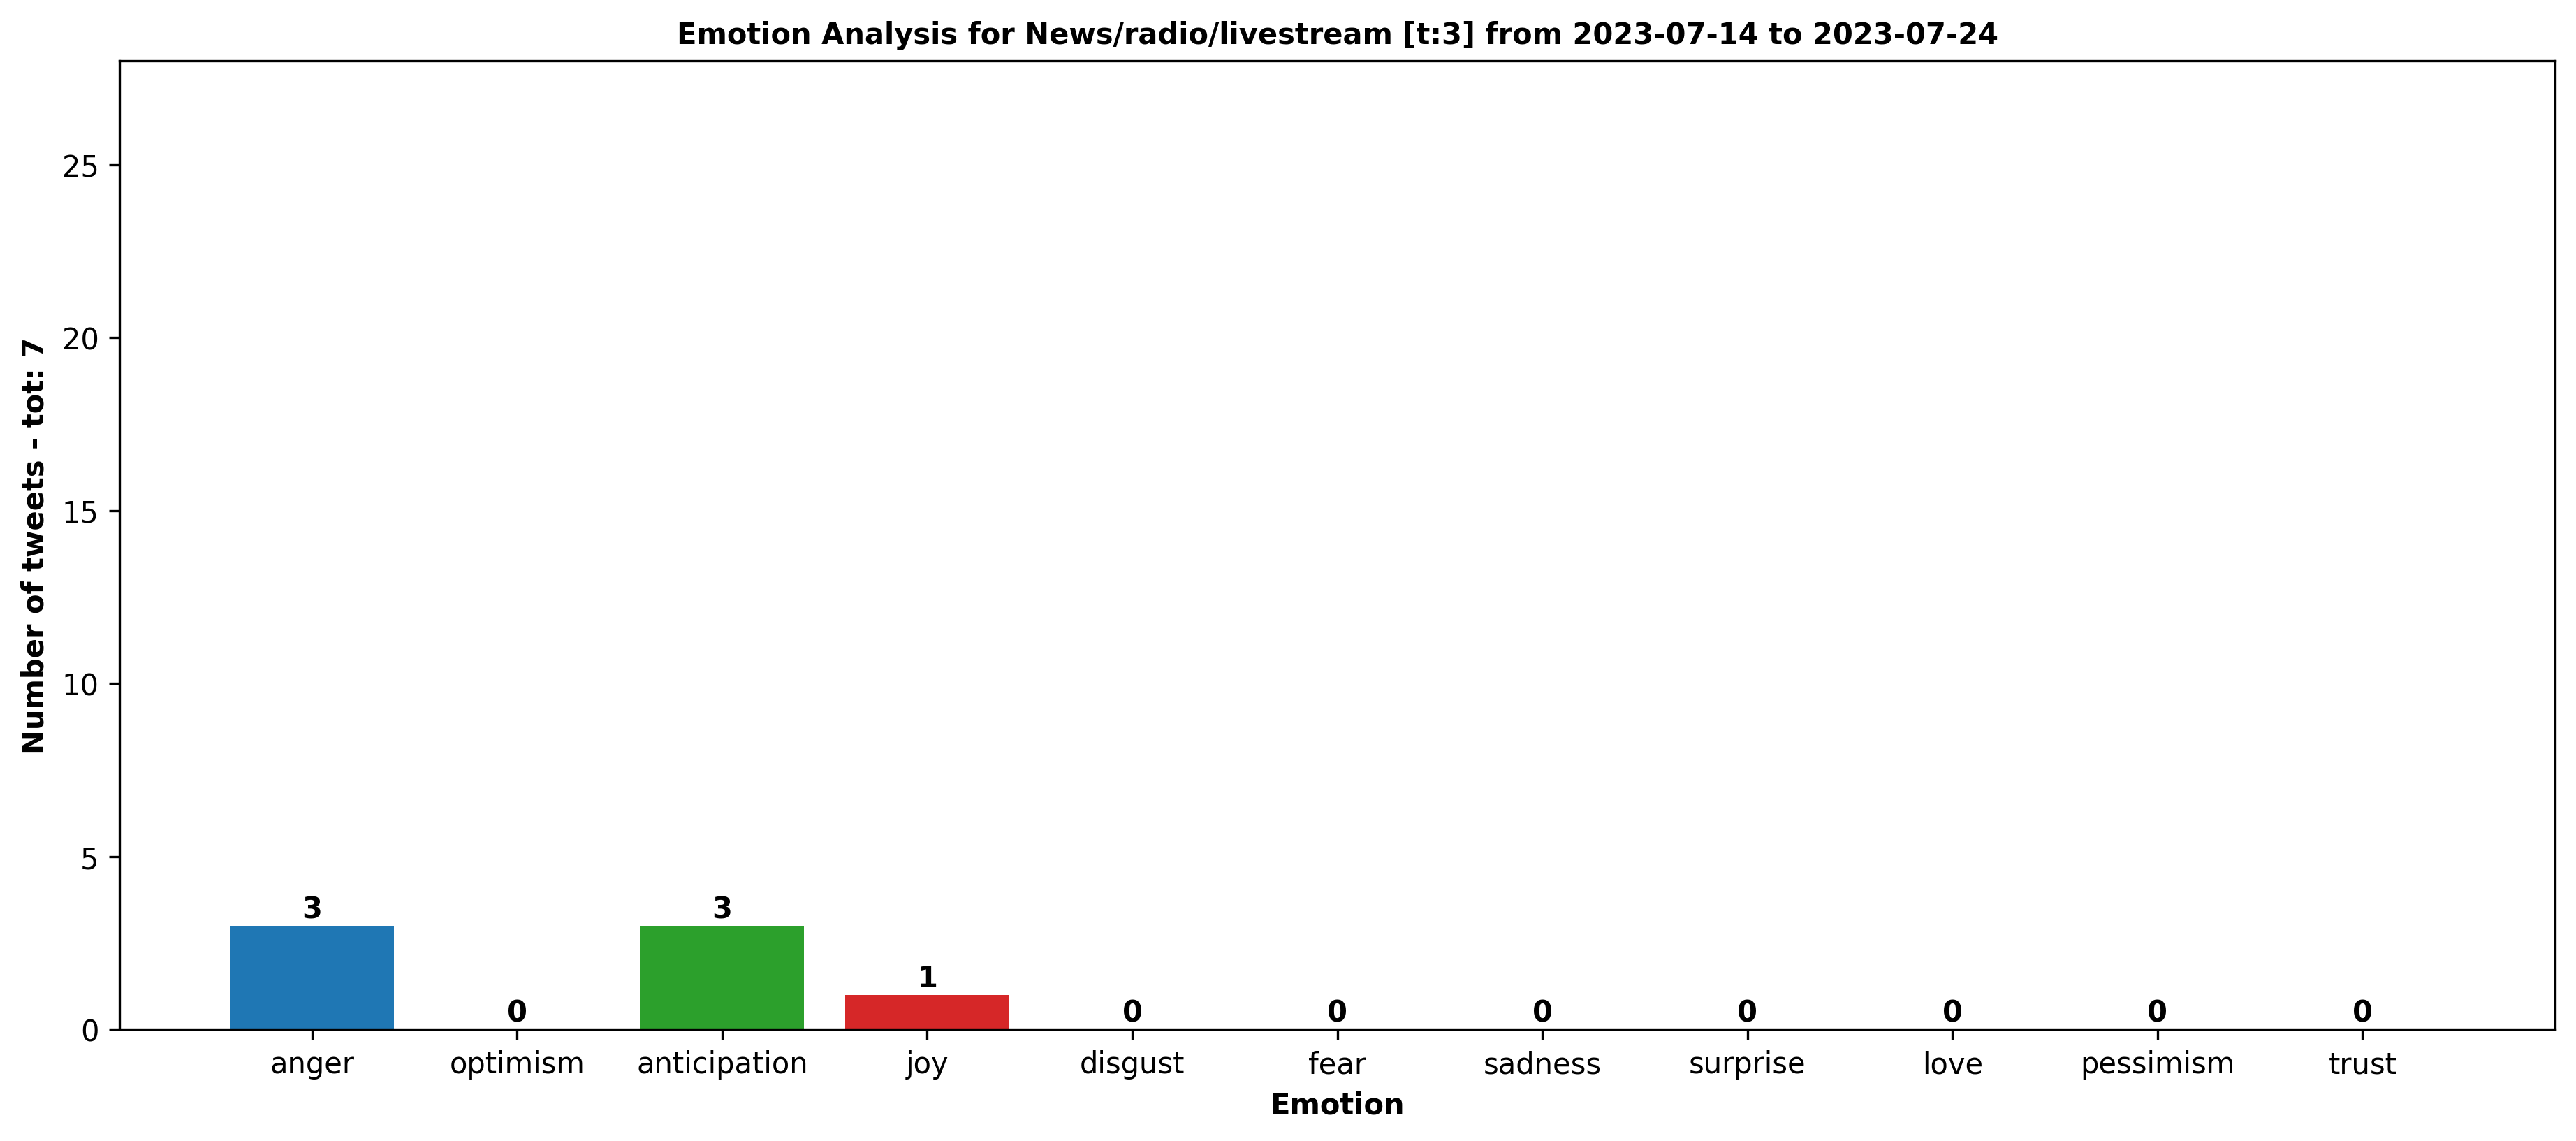 Emotion Analysis for News/radio/livestream [t:3] from 2023-07-14 to 2023-07-24
Number of tweets - tot: 7
25
20
15
10
5
0
3
0
3
1
0
0
0
0
0
0
0
anger
optimism
anticipation
joy
disgust
fear
sadness
surprise
love
pessimism
trust
Emotion